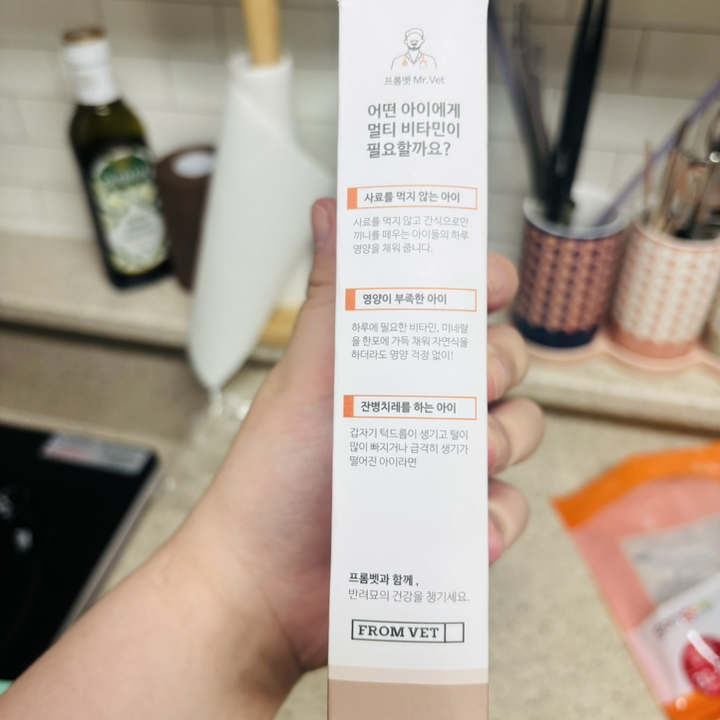 프롬벳 Mr.Vet
어떤 아이에게
멀티 비타민이
필요할까요?
사료를 먹지 않는 아이
사료를 먹지 않고 간식으로만
끼니를 떼우는 아이들의 하루
영양을 채워 줍니다.
영양이 부족한 아이
하루에 필요한 비타민, 미네랄
을 한포에 가득 채워 자연식을
하더라도 영양 걱정 없이!
잔병치레를 하는 아이
갑자기 턱드름이 생기고 털이
많이 빠지거나 급격히 생기가
떨어진 아이라면
프롬벳과 함께,
반려묘의 건강을 챙기세요.
FROM VET